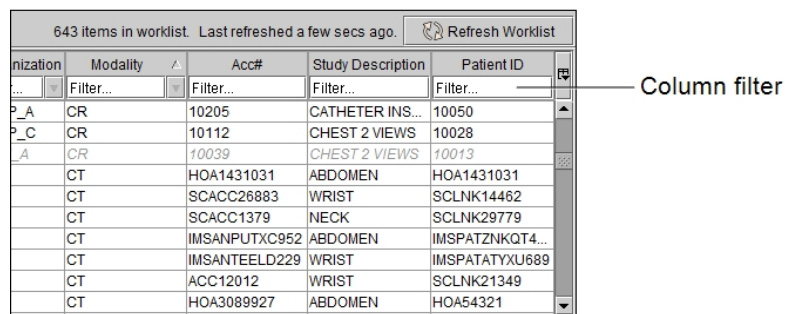 643 items in worklist. Last refreshed a few secs ago. Refresh Worklist
nization Modality Acc# Study Description Patient ID
... Filter... Filter... Filter... Filter...
Column filter
P_A CR 10205 CATHETER INS... 10050
P_C CR 10112 CHEST 2 VIEWS 10028
_A CR 10039 CHEST 2 VIEWS 10013
CT HOA1431031 ABDOMEN HOA1431031
CT SCACC26883 WRIST SCLNK14462
CT SCACC1379 NECK SCLNK29779
CT IMSANPUTXC952 ABDOMEN IMSPATZNKQT4...
CT IMSANTEELD229 WRIST IMSPATATYXU689
CT ACC12012 WRIST SCLNK21349
CT HOA3089927 ABDOMEN HOA54321